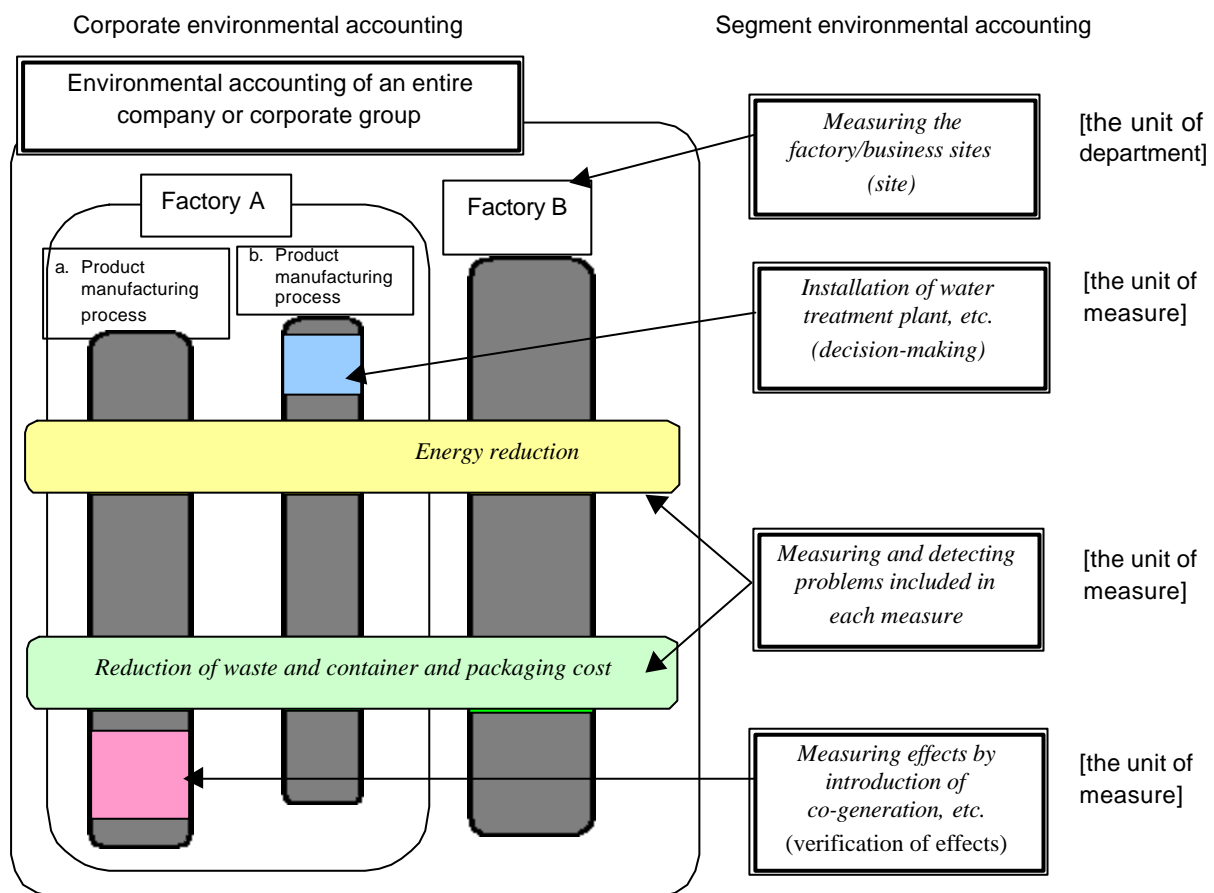 Corporate environmental accounting
Segment environmental accounting
Environmental accounting of an entire
company or corporate group
Measuring the
factory/business sites
(site)
[the unit of
department]
Factory A
Factory B
a. Product
manufacturing
process
b. Product
manufacturing
process
Installation of water
treatment plant, etc.
(decision-making)
[the unit of
measure]
Energy reduction
Measuring and detecting
problems included in
each measure
[the unit of
measure]
Reduction of waste and container and packaging cost
Measuring effects by
introduction of
co-generation, etc.
(verification of effects)
[the unit of
measure]